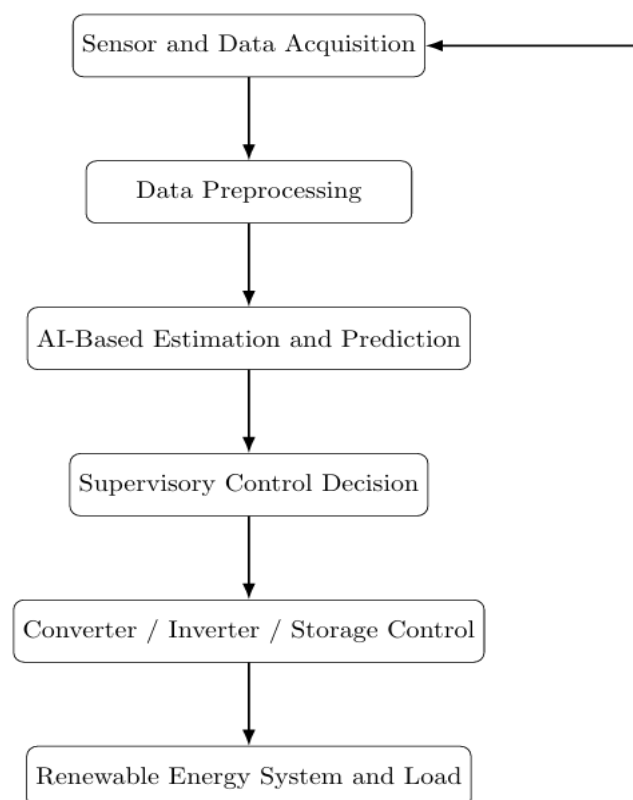 Sensor and Data Acquisition
Data Preprocessing
AI-Based Estimation and Prediction
Supervisory Control Decision
Converter / Inverter / Storage Control
Renewable Energy System and Load